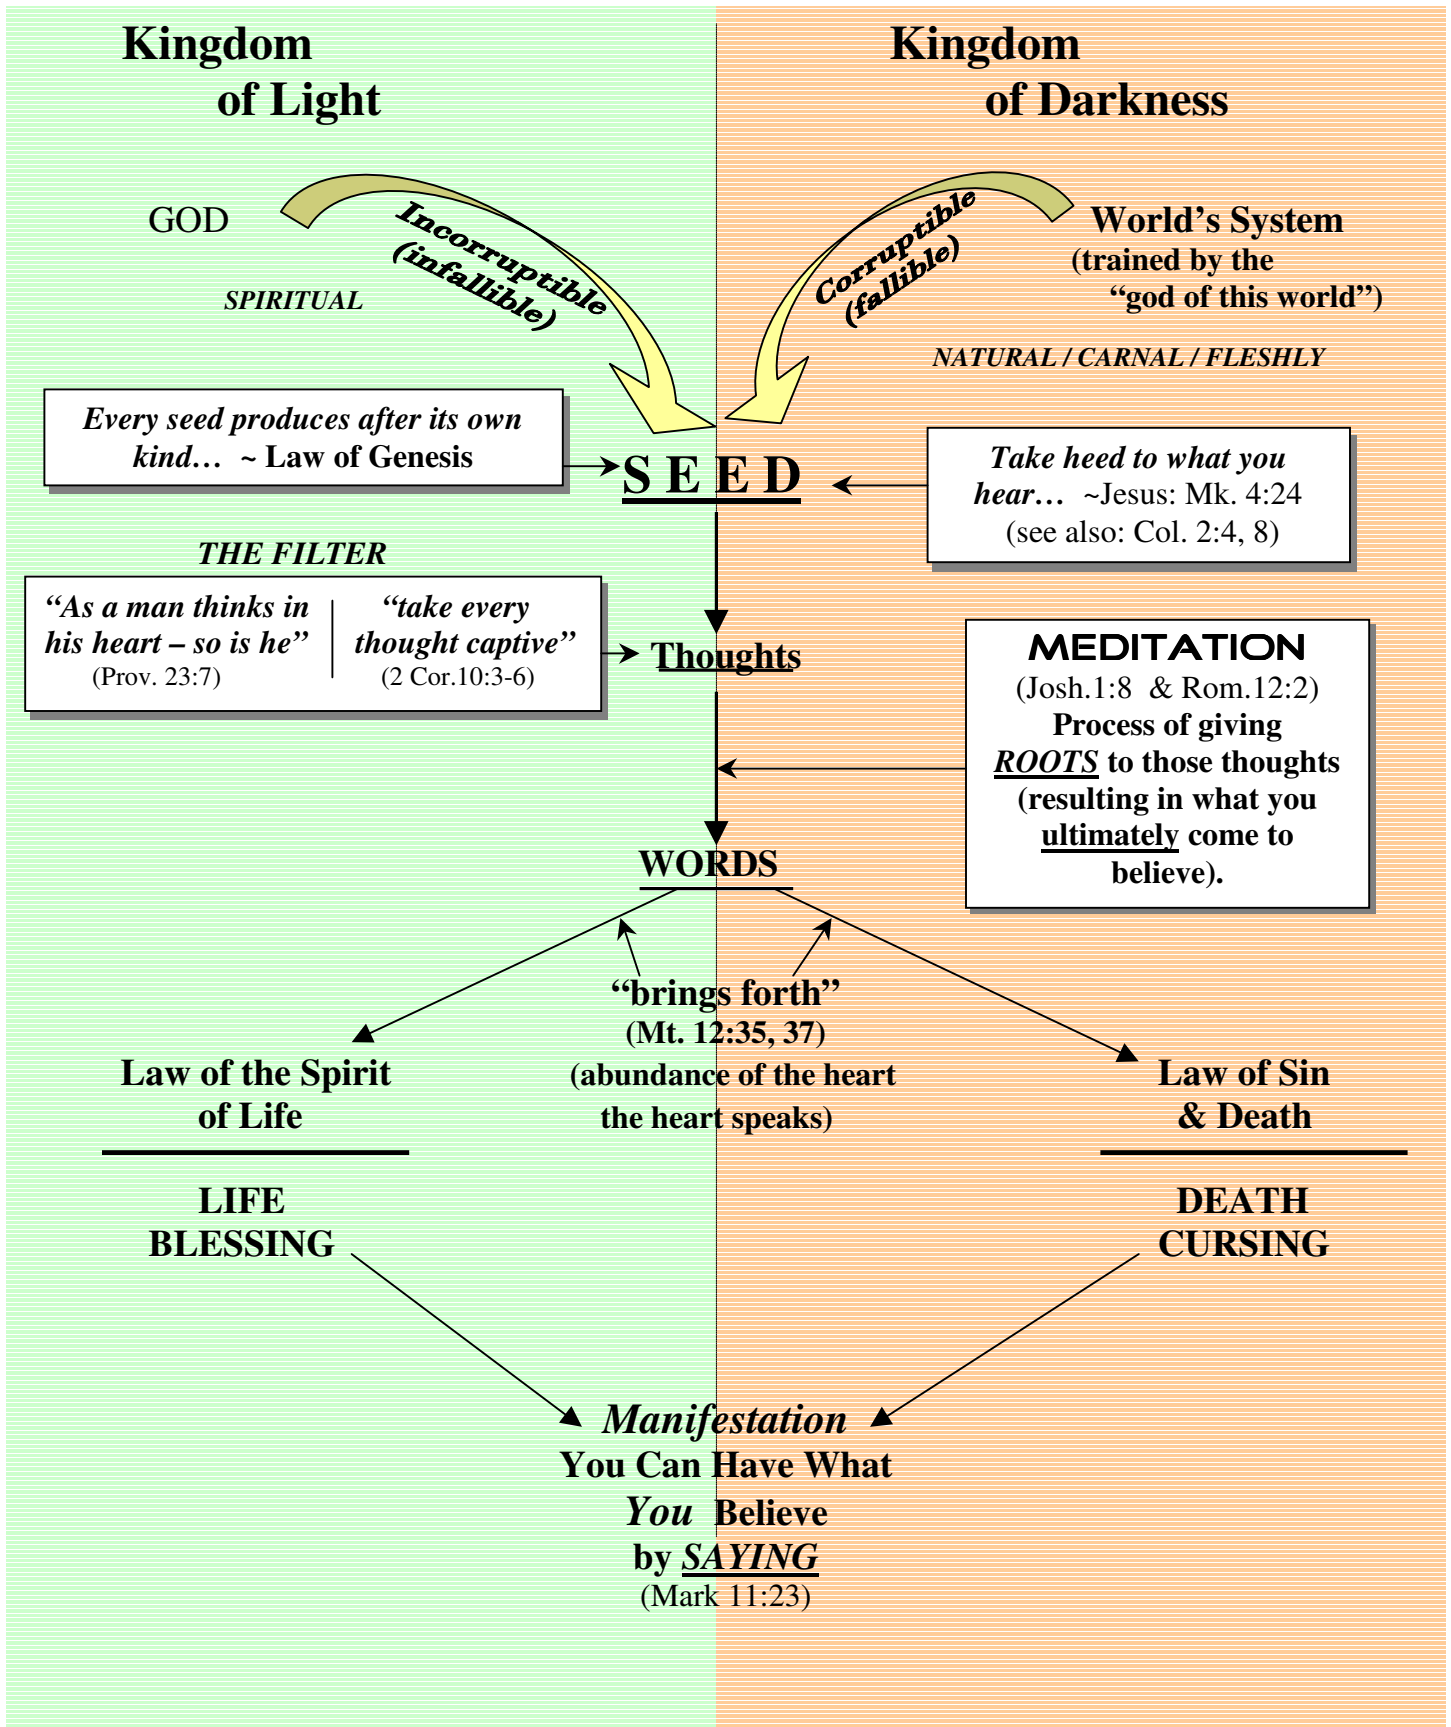 Kingdom
of Light
Kingdom
of Darkness
GOD
Incorruptible
(infallible)
SPIRITUAL
Corruptible
(fallible)
World’s System
(trained by the
“god of this world”)
NATURAL / CARNAL / FLESHLY
Every seed produces after its own
kind… ~ Law of Genesis
S E E D
Take heed to what you
hear… ~Jesus: Mk. 4:24
(see also: Col. 2:4, 8)
THE FILTER
“As a man thinks in
his heart – so is he”
(Prov. 23:7)
“take every
thought captive”
(2 Cor.10:3-6)
Thoughts
MEDITATION
(Josh.1:8 & Rom.12:2)
Process of giving
ROOTS to those thoughts
(resulting in what you
ultimately come to
believe).
WORDS
“brings forth”
(Mt. 12:35, 37)
(abundance of the heart
the heart speaks)
Law of the Spirit
of Life
Law of Sin
& Death
LIFE
BLESSING
DEATH
CURSING
Manifestation
You Can Have What
You Believe
by SAYING
(Mark 11:23)